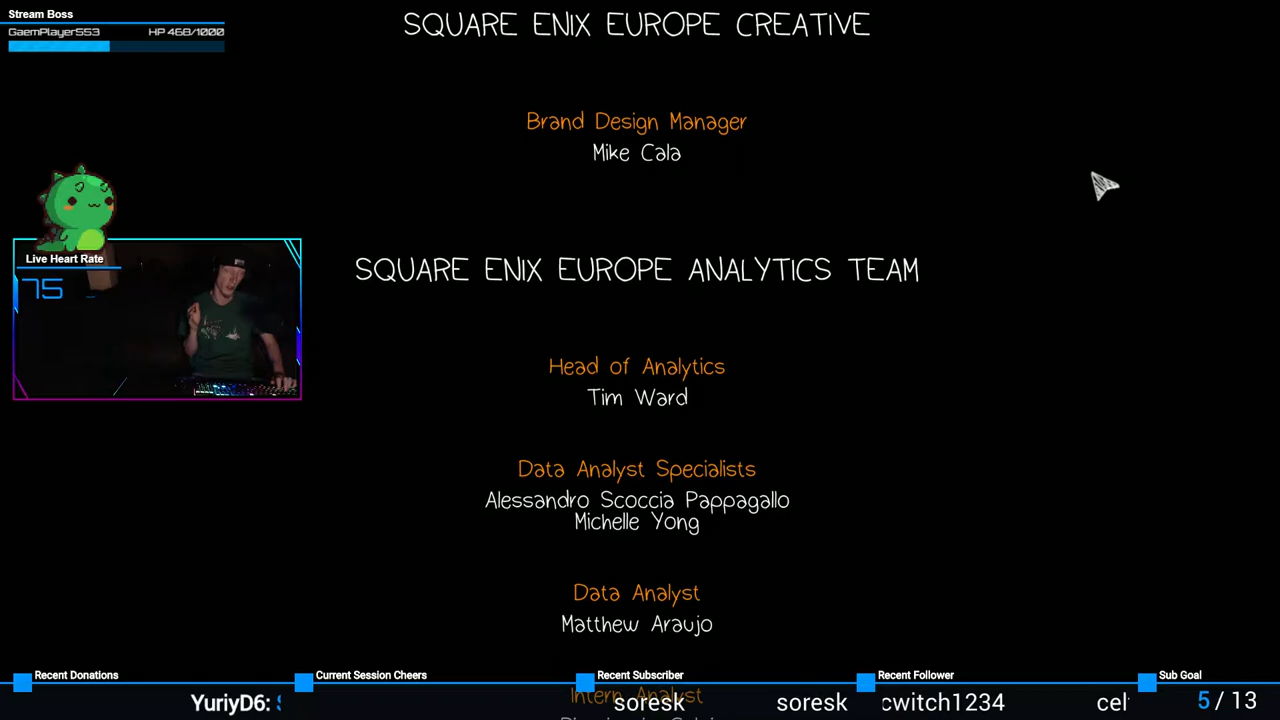 Stream Boss
GaemPlayer553 HP 468/1000
SQUARE ENIX EUROPE CREATIVE
Brand Design Manager
Mike Cala
Live Heart Rate
75
SQUARE ENIX EUROPE ANALYTICS TEAM
Head of Analytics
Tim Ward
Data Analyst Specialists
Alessandro Scoccia Pappagallo
Michelle Yong
Data Analyst
Matthew Araujo
Intern Analyst
Recent Donations
YuriyD6:
Current Session Cheers
Recent Subscriber
soresk soresk
Recent Follower
cwitch1234 cel
Sub Goal
5 / 13